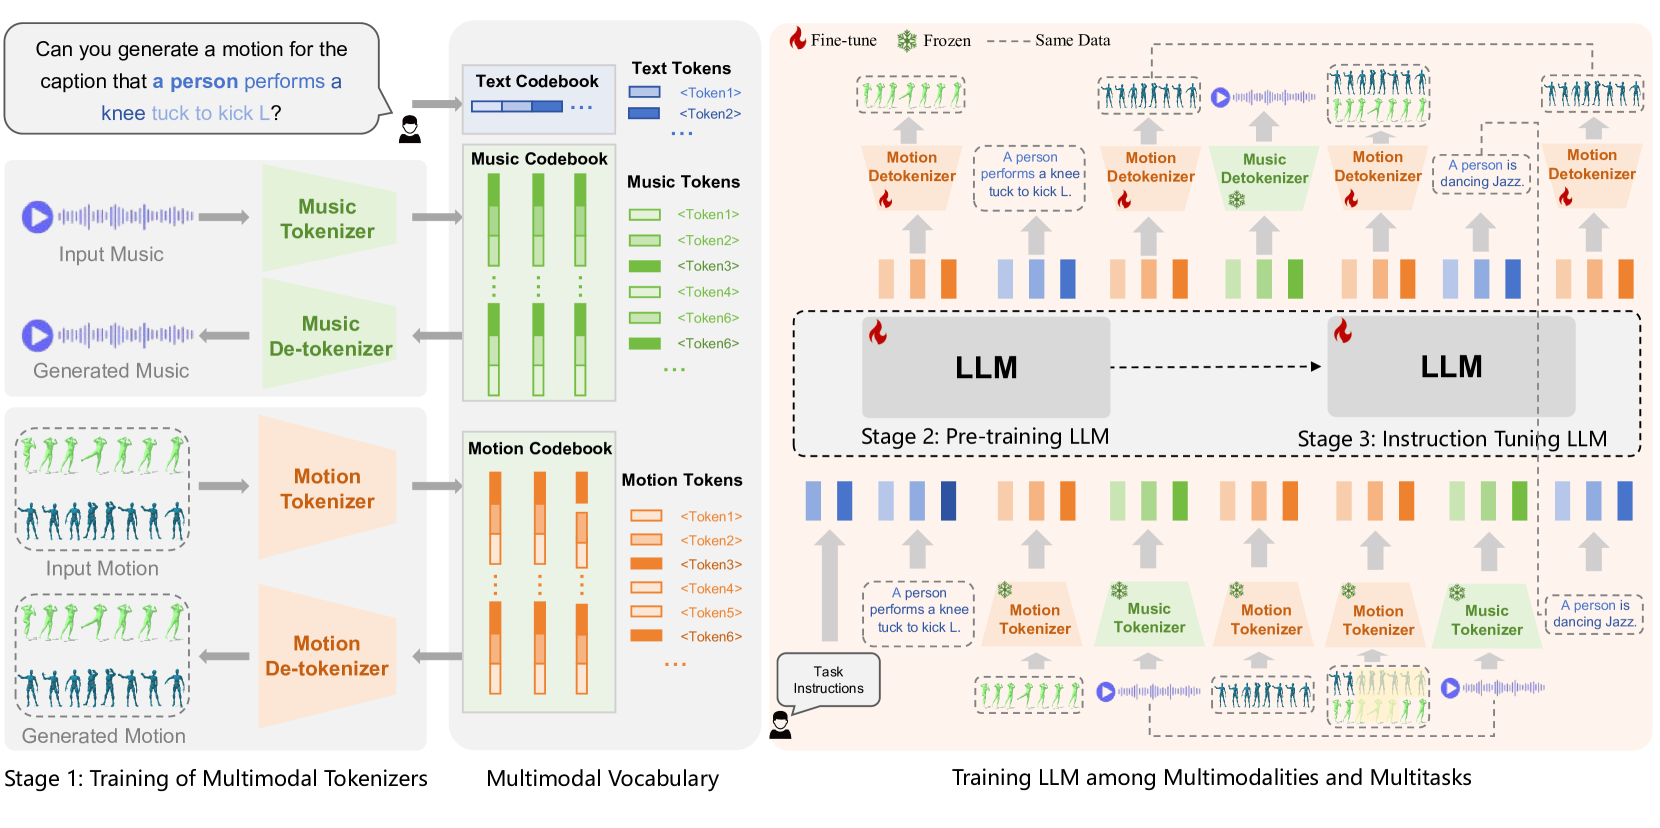 Can you generate a motion for the
caption that a person performs a
knee tuck to kick L?
Input Music
Music
Tokenizer
Generated Music
Music
De-tokenizer
Input Motion
Motion
Tokenizer
Generated Motion
Motion
De-tokenizer
Stage 1: Training of Multimodal Tokenizers
Text Codebook
...
Text Tokens
<Token1>
<Token2>
...
Music Codebook
Music Tokens
<Token1>
<Token2>
<Token3>
<Token4>
<Token6>
<Token6>
...
Motion Codebook
Motion Tokens
<Token1>
<Token2>
<Token3>
<Token4>
<Token5>
<Token6>
...
Multimodal Vocabulary
Fine-tune
Frozen
Same Data
Motion
Detokenizer
A person
performs a knee
tuck to kick L.
Motion
Detokenizer
Music
Detokenizer
Motion
Detokenizer
A person is
dancing Jazz.
Motion
Detokenizer
LLM
Stage 2: Pre-training LLM
LLM
Stage 3: Instruction Tuning LLM
Task
Instructions
A person
performs a knee
tuck to kick L.
Motion
Tokenizer
Music
Tokenizer
Motion
Tokenizer
Motion
Tokenizer
Music
Tokenizer
A person is
dancing Jazz.
Training LLM among Multimodalities and Multitasks